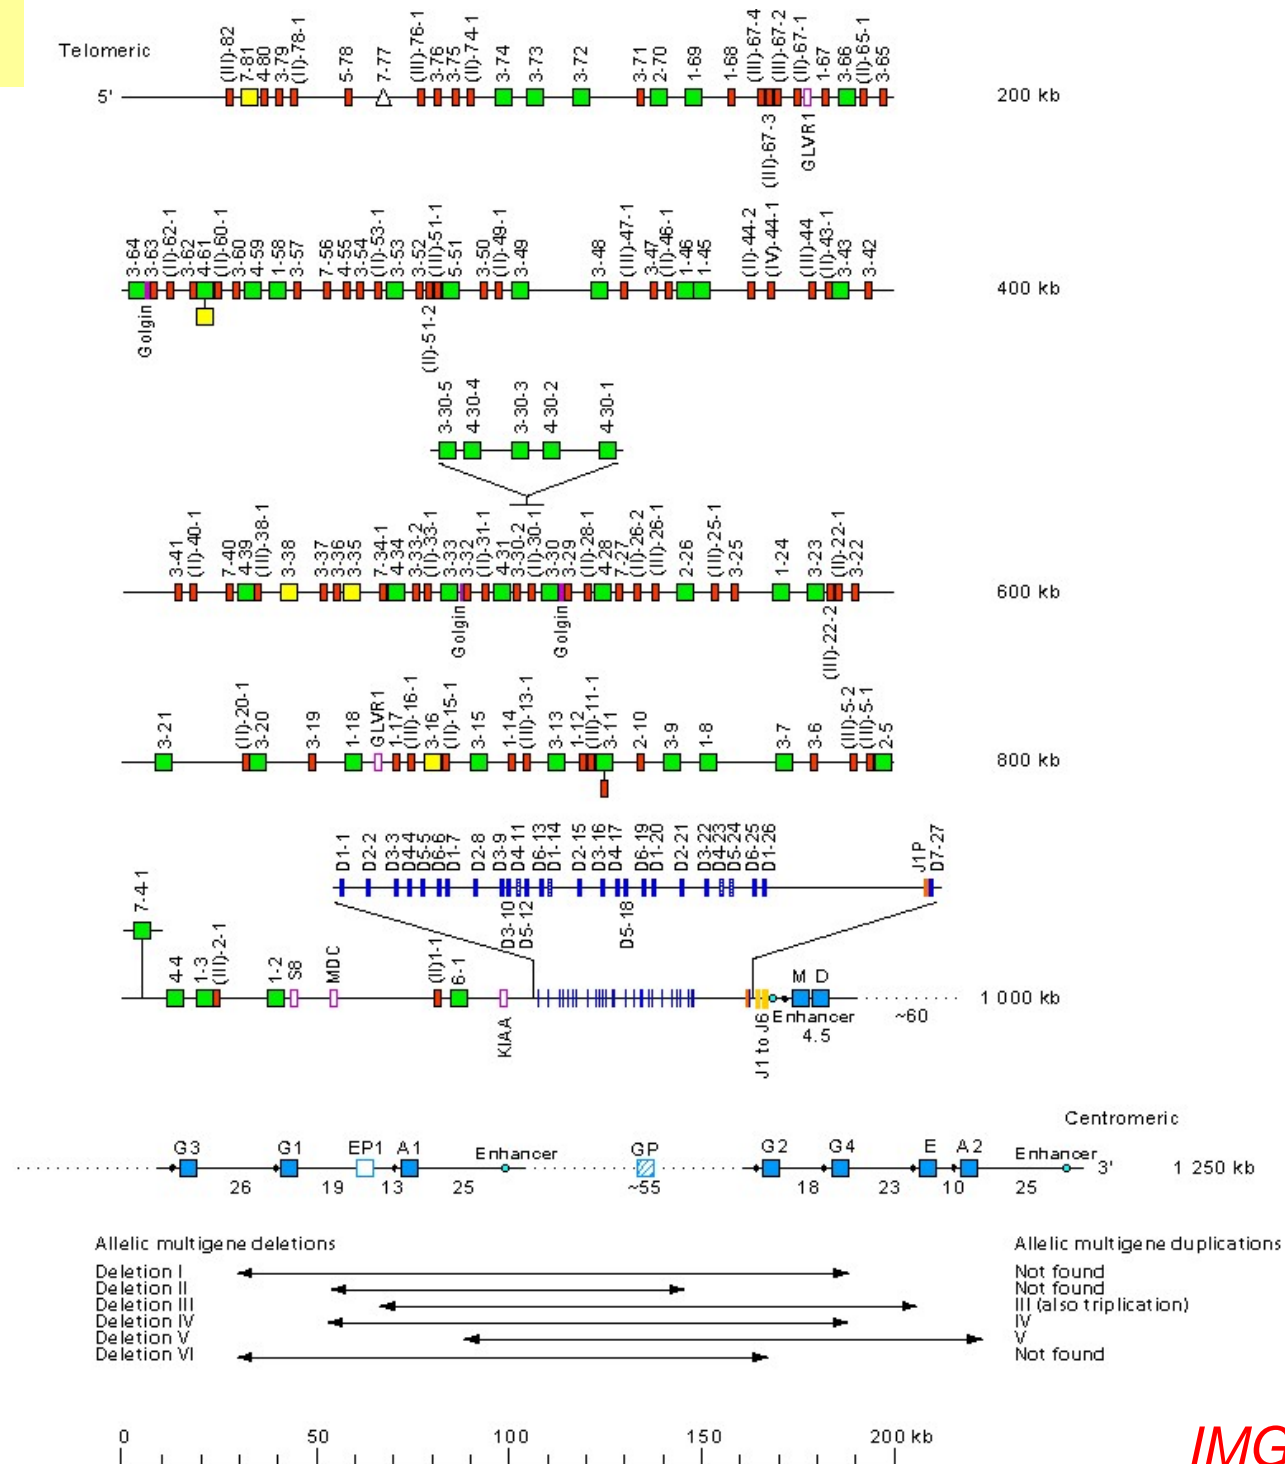 Telomeric
(III)-82 7-81 4-80 3-79 (II)-78-1 5-78 7-77 (III)-76-1 3-76 3-75 (II)-74-1 3-74 3-73 3-72 3-71 2-70 1-69 1-68 (III)-67-4 (III)-67-2 (II)-67-1 1-67 3-66 (II)-65-1 3-65
5' 200 kb
(III)-67-3 GLVR1
3-64 3-63 (II)-62-1 3-62 4-61 (II)-60-1 3-60 4-59 1-58 3-57 7-56 4-55 3-54 (II)-53-1 3-53 3-52 (III)-51-1 5-51 3-50 (II)-49-1 3-49 3-48 (III)-47-1 3-47 (II)-46-1 1-46 1-45 (II)-44-2 (IV)-44-1 (III)-44 (II)-43-1 3-43 3-42
400 kb
Golgin (II)-51-2
3-30-5 4-30-4 3-30-3 4-30-2 4-30-1
3-41 (II)-40-1 7-40 4-39 (III)-38-1 3-38 3-37 3-36 3-35 7-34-1 4-34 3-33-2 (II)-33-1 3-33 3-32 (II)-31-1 4-31 3-30-2 (II)-30-1 3-30 3-29 (II)-28-1 4-28 7-27 (II)-26-2 (II)-26-1 2-26 (III)-25-1 3-25 1-24 3-23 (II)-22-1 3-22
600 kb
Golgin Golgin (III)-22-2
3-21 (II)-20-1 3-20 3-19 1-18 GLVR1 1-17 (III)-16-1 3-16 (II)-15-1 3-15 1-14 (III)-13-1 3-13 1-12 (III)-11-1 3-11 2-10 3-9 1-8 3-7 3-6 (III)-5-2 (III)-5-1 2-5
800 kb
D1-1 D2-2 D3-3 D4-4 D5-5 D6-6 D1-7 D2-8 D3-9 D4-11 D6-13 D1-14 D2-15 D3-16 D4-17 D6-19 D1-20 D2-21 D3-22 D4-23 D5-24 D6-25 D1-26 J1P D7-27
D3-10 D5-12 D5-18
7-4-1
4-4 1-3 (III)-2-1 1-2 S8 MDC (II)1-1 6-1 M D
1 000 kb
KIAA J1 to J6 Enhancer ~60
4.5
Centromeric
G3 G1 EP1 A1 Enhancer GP G2 G4 E A2 Enhancer
3' 1 250 kb
26 19 13 25 ~55 18 23 10 25
Allelic multigene deletions Allelic multigene duplications
Deletion I Not found
Deletion II Not found
Deletion III III (also triplication)
Deletion IV IV
Deletion V V
Deletion VI Not found
0 50 100 150 200 kb
IMG